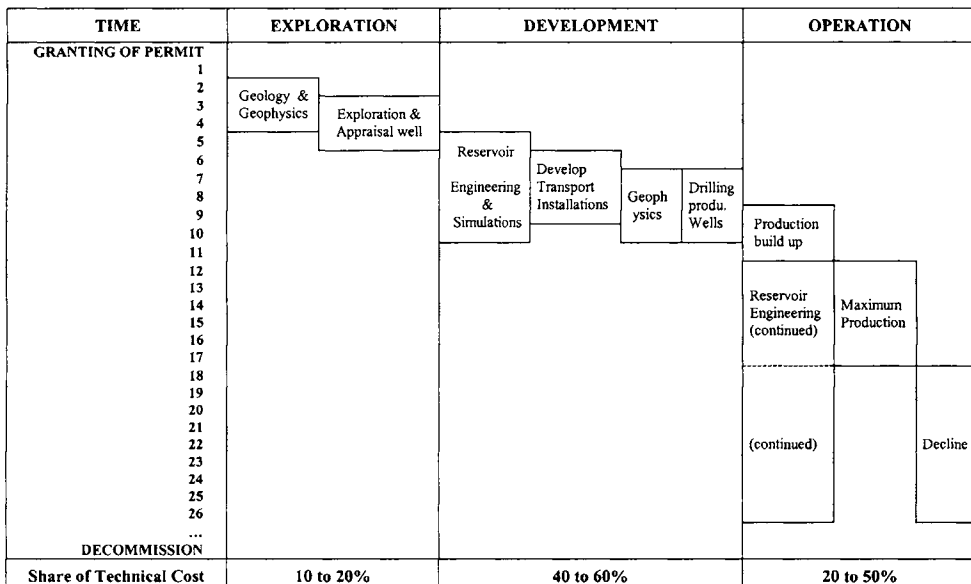 TIME EXPLORATION DEVELOPMENT OPERATION
GRANTING OF PERMIT
1
2
3
4
5
6
7
8
9
10
11
12
13
14
15
16
17
18
19
20
21
22
23
24
25
26
...
DECOMMISSION
Geology &
Geophysics
Exploration &
Appraisal well
Reservoir
Engineering
&
Simulations
Develop
Transport
Installations
Geoph
ysics
Drilling
produ.
Wells
Production
build up
Reservoir
Engineering
(continued)
Maximum
Production
(continued)
Decline
Share of Technical Cost 10 to 20% 40 to 60% 20 to 50%